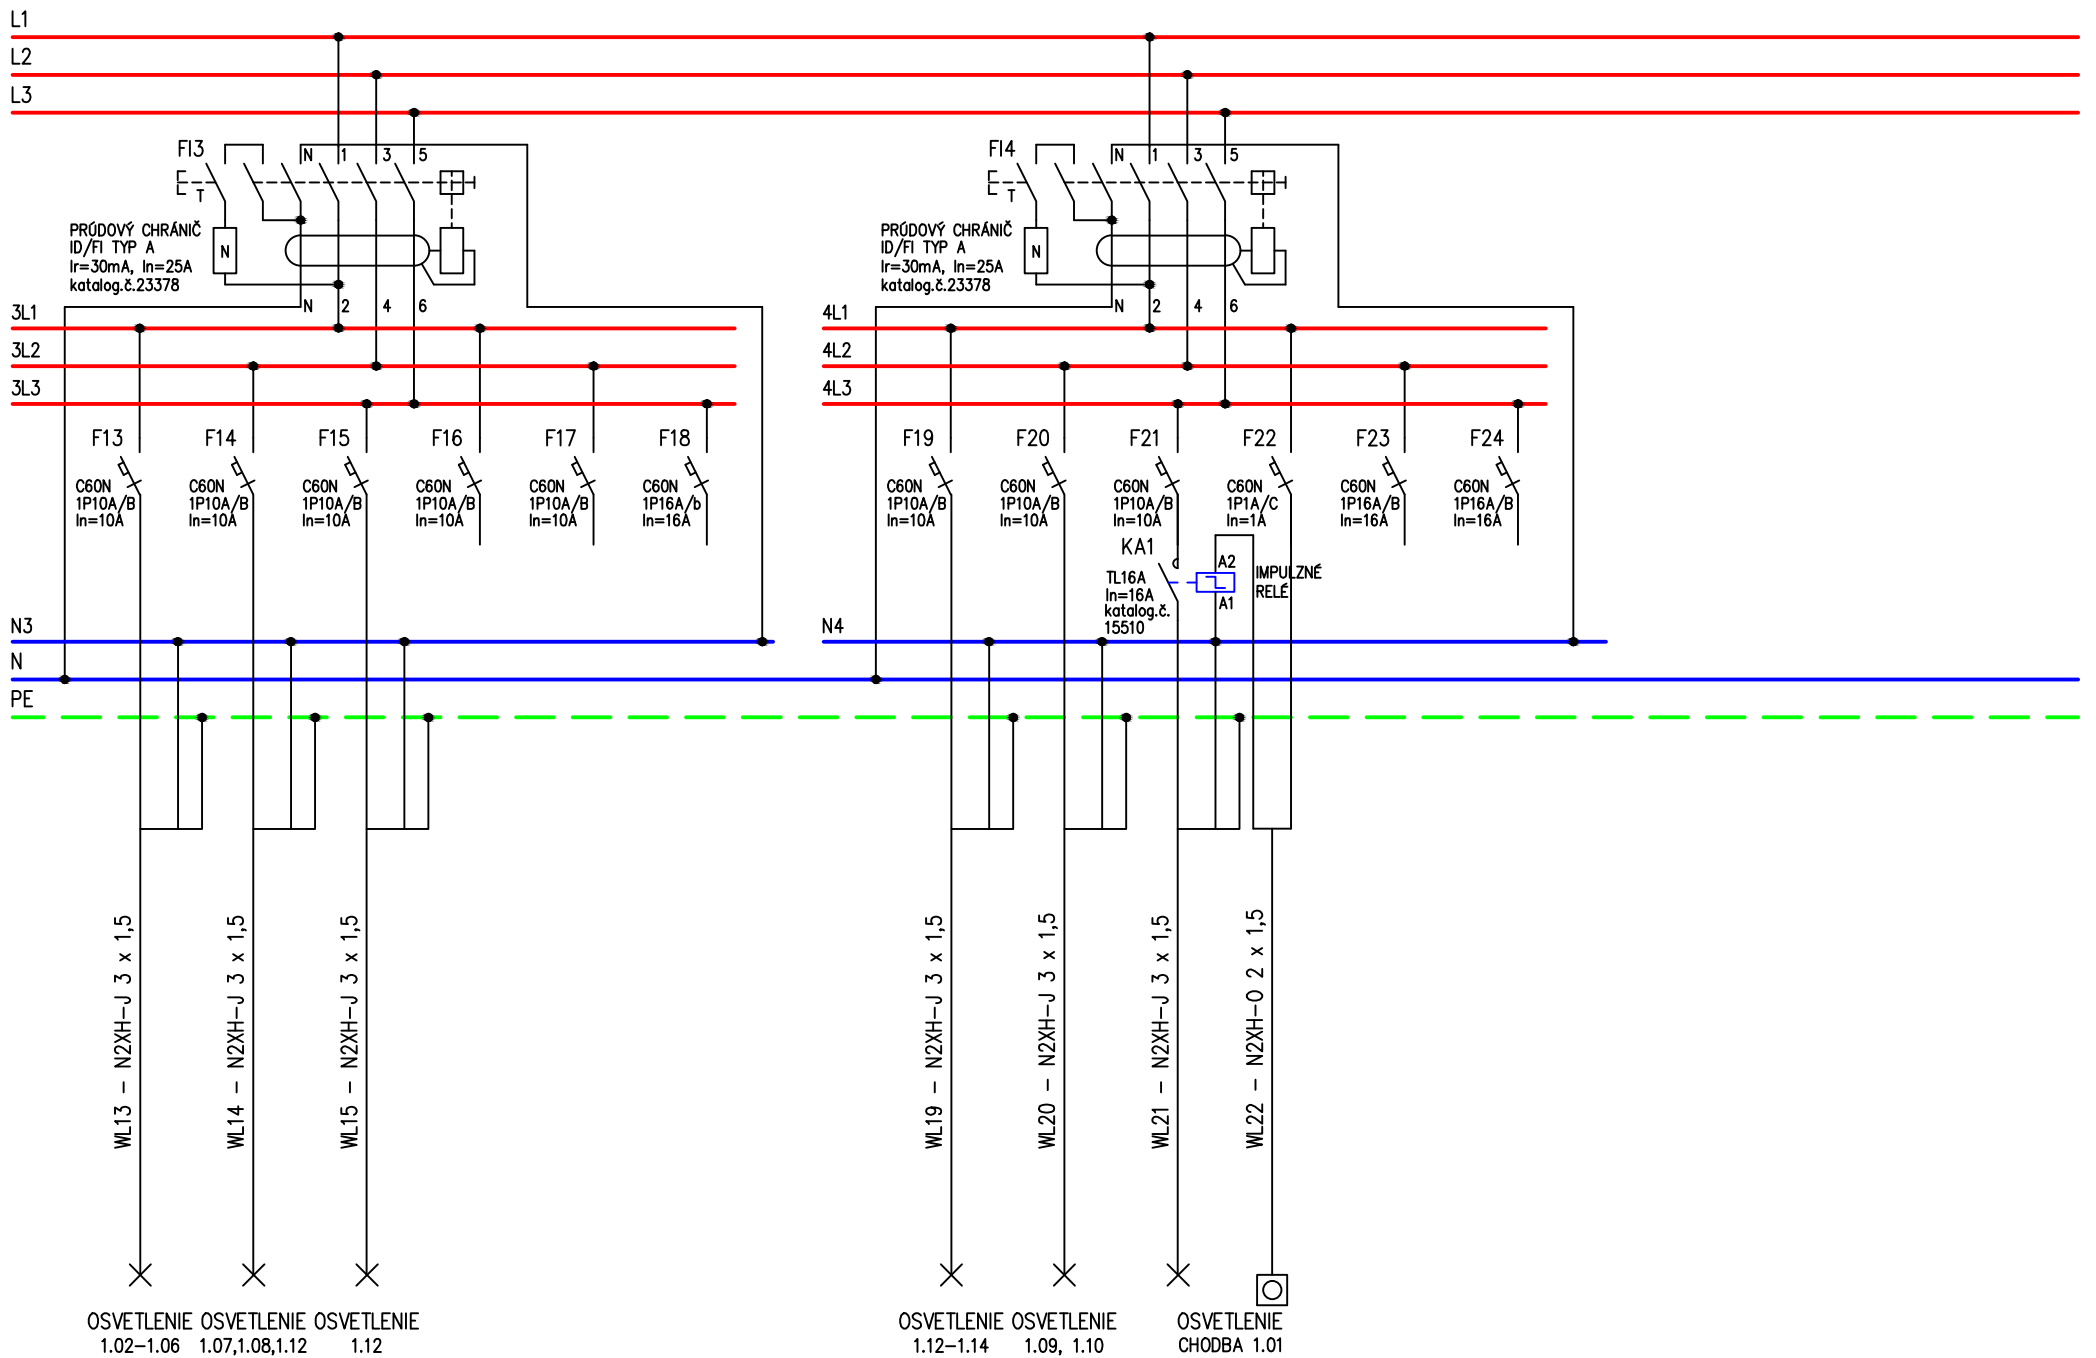 L1
L2
L3
FI3
T
N 1 3 5
PRÚDOVÝ CHRÁNIČ
ID/FI TYP A
Ir=30mA, In=25A
katalog.č.23378
N
N 2 4 6
FI4
T
N 1 3 5
PRÚDOVÝ CHRÁNIČ
ID/FI TYP A
Ir=30mA, In=25A
katalog.č.23378
N
N 2 4 6
3L1
3L2
3L3
4L1
4L2
4L3
F13
C60N
1P10A/B
In=10A
F14
C60N
1P10A/B
In=10A
F15
C60N
1P10A/B
In=10A
F16
C60N
1P10A/B
In=10A
F17
C60N
1P10A/B
In=10A
F18
C60N
1P16A/b
In=16A
F19
C60N
1P10A/B
In=10A
F20
C60N
1P10A/B
In=10A
F21
C60N
1P10A/B
In=10A
F22
C60N
1P1A/C
In=1A
F23
C60N
1P16A/B
In=16A
F24
C60N
1P16A/B
In=16A
KA1
TL16A
In=16A
katalog.č.
15510
A2
A1
IMPULZNÉ
RELÉ
N3
N4
N
PE
WL13 - N2XH-J 3 x 1,5
WL14 - N2XH-J 3 x 1,5
WL15 - N2XH-J 3 x 1,5
WL19 - N2XH-J 3 x 1,5
WL20 - N2XH-J 3 x 1,5
WL21 - N2XH-J 3 x 1,5
WL22 - N2XH-O 2 x 1,5
OSVETLENIE
1.02-1.06
OSVETLENIE
1.07,1.08,1.12
OSVETLENIE
1.12
OSVETLENIE
1.12-1.14
OSVETLENIE
1.09, 1.10
OSVETLENIE
CHODBA 1.01